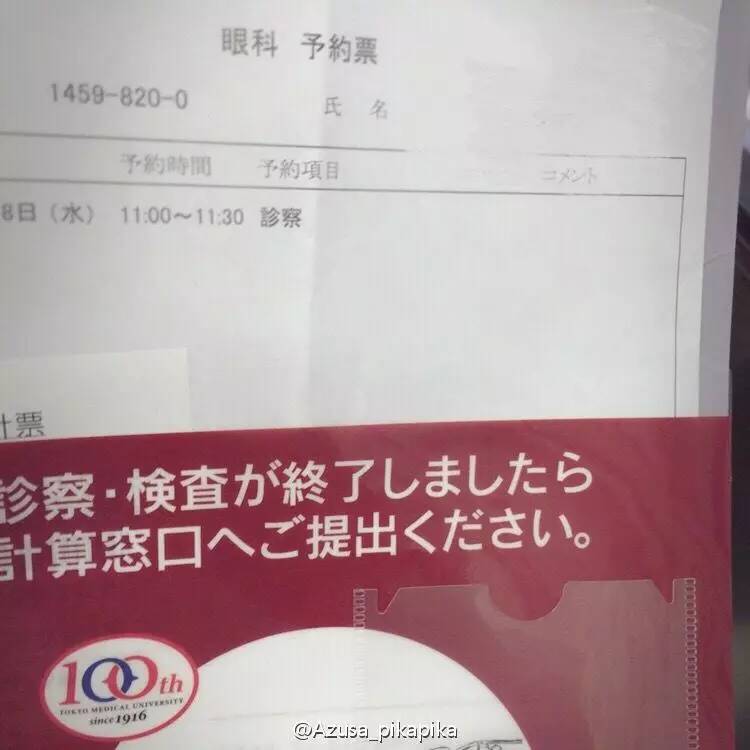 眼科 予約票
1459-820-0 氏 名
予約時間 予約項目 コメント
8日（水） 11:00～11:30 診察
計票
診察・検査が終了しましたら
計算窓口へご提出ください。
100th
TOKYO MEDICAL UNIVERSITY
since1916
@Azusa_pikapika